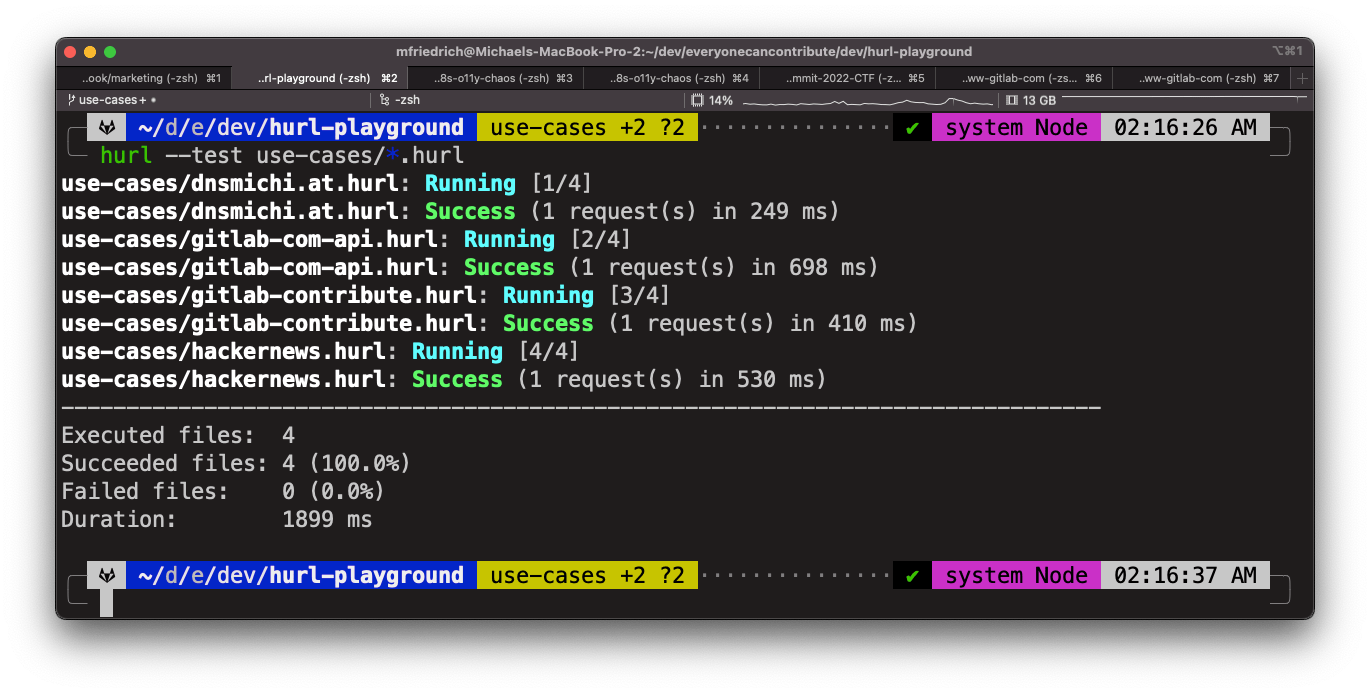 mfriedrich@Michaels-MacBook-Pro-2:~/dev/everyonecancontribute/dev/hurl-playground ⌥⌘1
..ook/marketing (-zsh) ⌘1 ..rl-playground (-zsh) ⌘2 ..8s-o11y-chaos (-zsh) ⌘3 ..8s-o11y-chaos (-zsh) ⌘4 ..mmit-2022-CTF (-z... ⌘5 ..ww-gitlab-com (-zs... ⌘6 ..ww-gitlab-com (-zsh) ⌘7
use-cases+ • -zsh 14% 13 GB
~/d/e/dev/hurl-playground use-cases +2 ?2 ✔ system Node 02:16:26 AM
hurl --test use-cases/*.hurl
use-cases/dnsmichi.at.hurl: Running [1/4]
use-cases/dnsmichi.at.hurl: Success (1 request(s) in 249 ms)
use-cases/gitlab-com-api.hurl: Running [2/4]
use-cases/gitlab-com-api.hurl: Success (1 request(s) in 698 ms)
use-cases/gitlab-contribute.hurl: Running [3/4]
use-cases/gitlab-contribute.hurl: Success (1 request(s) in 410 ms)
use-cases/hackernews.hurl: Running [4/4]
use-cases/hackernews.hurl: Success (1 request(s) in 530 ms)
--------------------------------------------------------------------------------
Executed files: 4
Succeeded files: 4 (100.0%)
Failed files: 0 (0.0%)
Duration: 1899 ms
~/d/e/dev/hurl-playground use-cases +2 ?2 ✔ system Node 02:16:37 AM